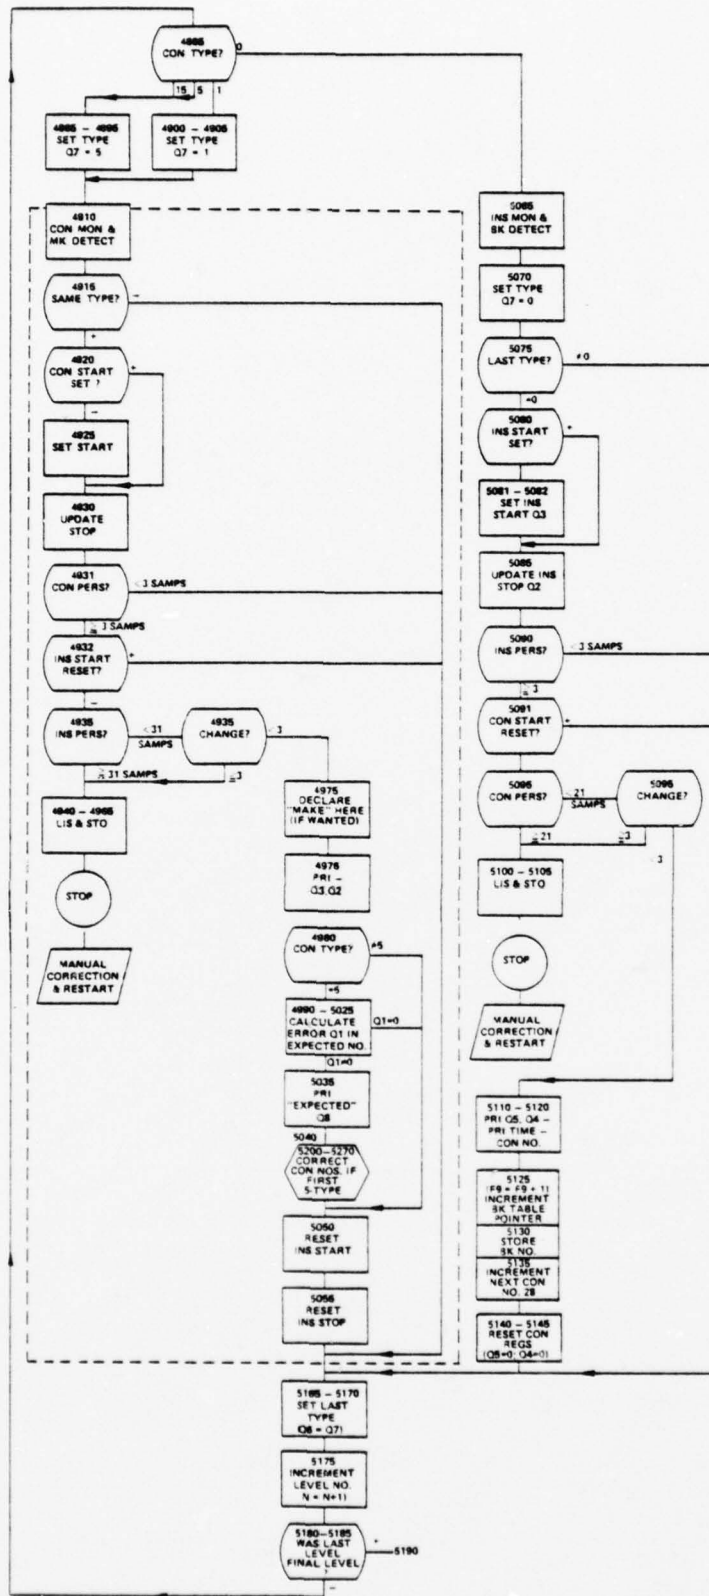 4865
CON TYPE?
0
15
5
1
4865 - 4895
SET TYPE
Q7 = 5
4900 - 4905
SET TYPE
Q7 = 1
4910
CON MON &
MK DETECT
4915
SAME TYPE?
-
+
4920
CON START
SET ?
+
-
4925
SET START
4930
UPDATE
STOP
4931
CON PERS?
<3 SAMPS
≥ 3 SAMPS
4932
INS START
RESET?
+
-
4935
INS PERS?
<31
SAMPS
≥ 31 SAMPS
4935
CHANGE?
<3
≥3
4940 - 4965
LIS & STO
STOP
MANUAL
CORRECTION
& RESTART
4975
DECLARE
"MAKE" HERE
(IF WANTED)
4976
PRI -
Q3,Q2
4980
CON TYPE?
≠5
=5
4990 - 5025
CALCULATE
ERROR Q1 IN
EXPECTED NO.
Q1=0
Q1=0
5035
PRI
"EXPECTED"
Q8
5040
5200-5270
CORRECT
CON NOS. IF
FIRST
5-TYPE
5050
RESET
INS START
5055
RESET
INS STOP
5065
INS MON &
BK DETECT
5070
SET TYPE
Q7 = 0
5075
LAST TYPE?
≠0
=0
5080
INS START
SET?
+
5081 - 5082
SET INS
START Q3
5085
UPDATE INS
STOP Q2
5090
INS PERS?
<3 SAMPS
≥ 3
5091
CON START
RESET?
+
5095
CON PERS?
<21
SAMPS
≥ 21
5095
CHANGE?
≥3
<3
5100 - 5105
LIS & STO
STOP
MANUAL
CORRECTION
& RESTART
5110 - 5120
PRI Q5, Q4 -
PRI TIME -
CON NO.
5125
(F9 = F9 + 1)
INCREMENT
BK TABLE
POINTER
5130
STORE
BK NO.
5135
INCREMENT
NEXT CON
NO. 28
5140 - 5145
RESET CON
REGS
(Q5=0; Q4=0)
5165 - 5170
SET LAST
TYPE
Q6 = Q7)
5175
INCREMENT
LEVEL NO.
N = N+1)
5180-5185
WAS LAST
LEVEL
FINAL LEVEL
?
+
5190
-